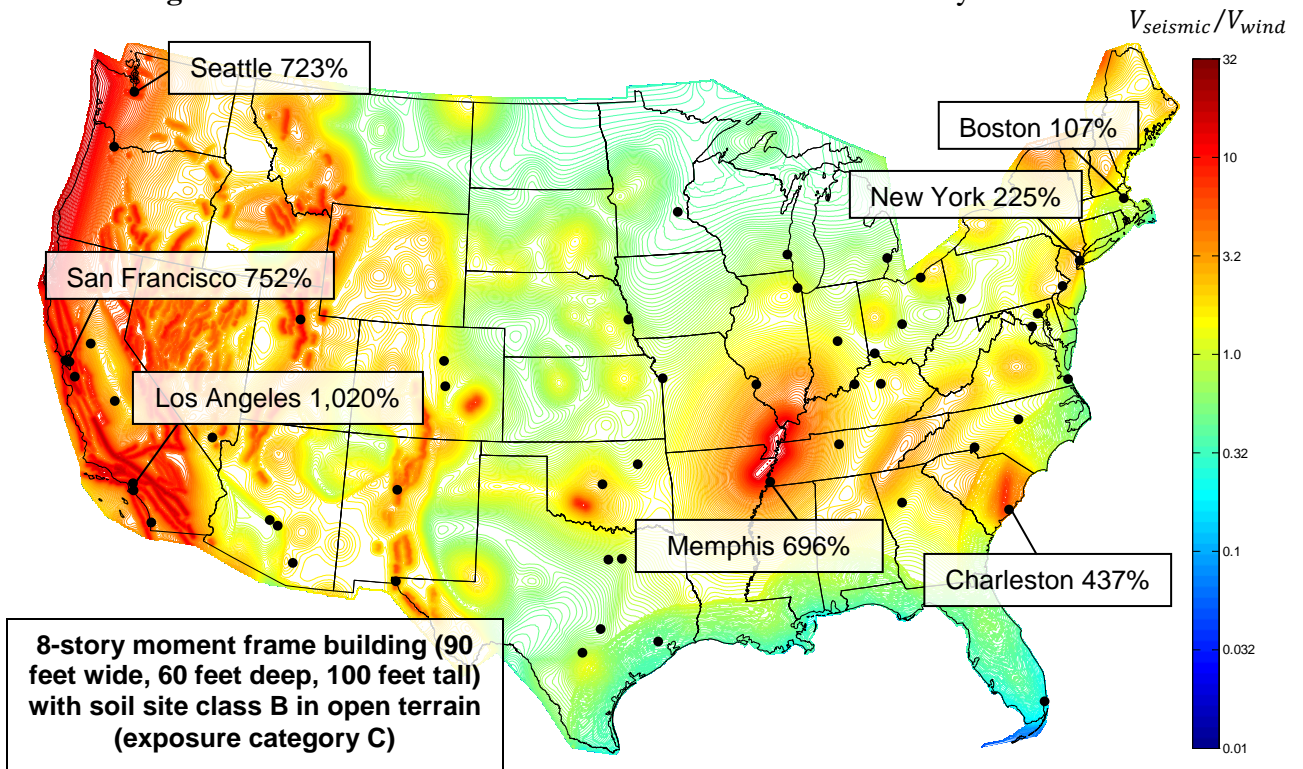 V_seismic/V_wind
32
Seattle 723%
Boston 107%
10
New York 225%
3.2
San Francisco 752%
1.0
Los Angeles 1,020%
0.32
Memphis 696%
0.1
Charleston 437%
8-story moment frame building (90
feet wide, 60 feet deep, 100 feet tall)
with soil site class B in open terrain
(exposure category C)
0.032
0.01